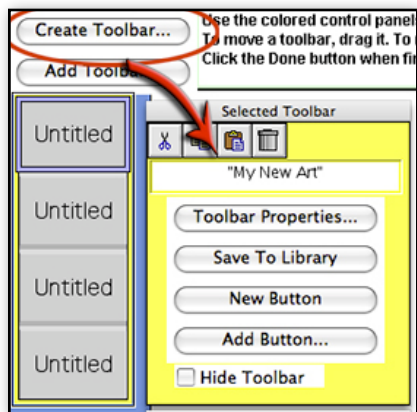 Create Toolbar...
Use the colored control panel
To move a toolbar, drag it. To
Click the Done button when
Add
Selected Toolbar
Untitled
"My New Art"
Untitled
Toolbar Properties...
Save To Library
Untitled
New Button
Add Button...
Untitled
Hide Toolbar